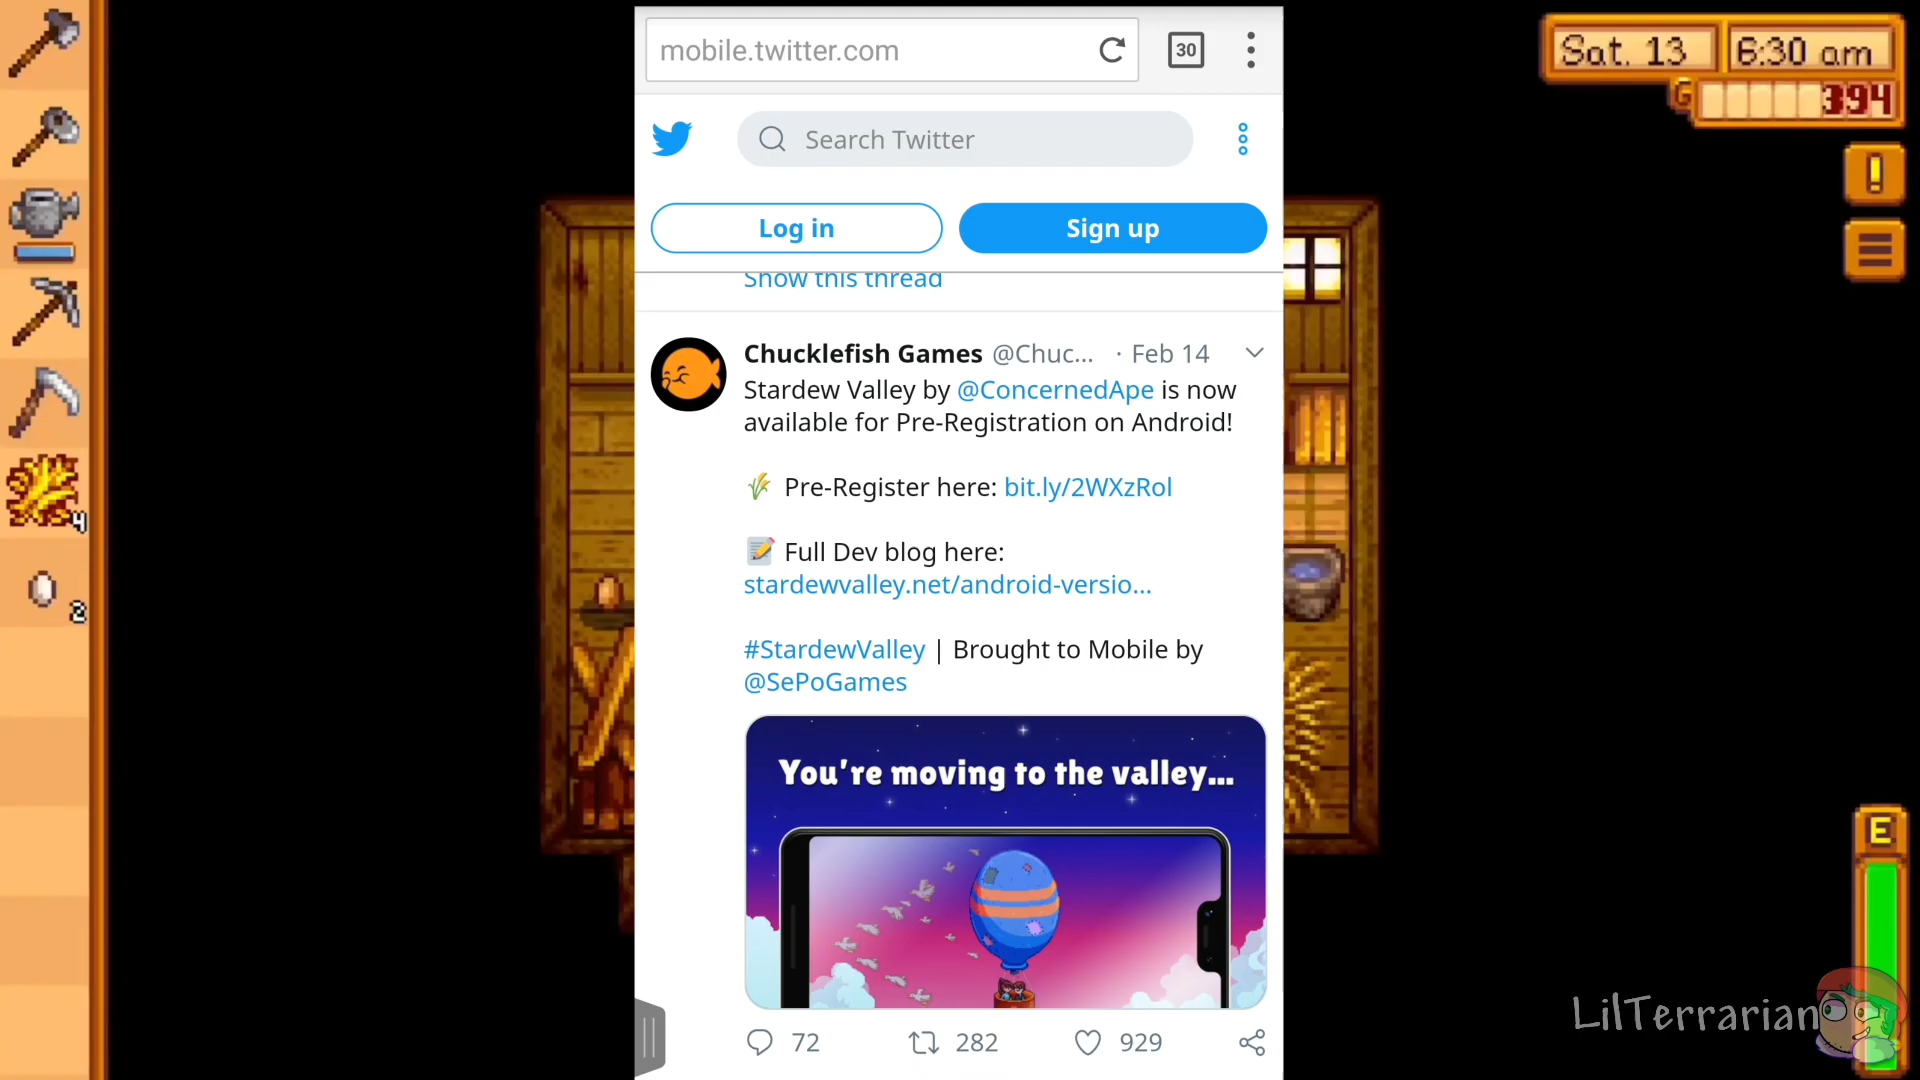 mobile.twitter.com
30
Sat. 13
6:30 am
G
394
Search Twitter
Log in
Sign up
Show this thread
Chucklefish Games @Chuc... · Feb 14
Stardew Valley by @ConcernedApe is now
available for Pre-Registration on Android!
Pre-Register here: bit.ly/2WXzRol
Full Dev blog here:
stardewvalley.net/android-versio...
#StardewValley | Brought to Mobile by
@SePoGames
You're moving to the valley...
72
282
929
4
8
E
LilTerrarian